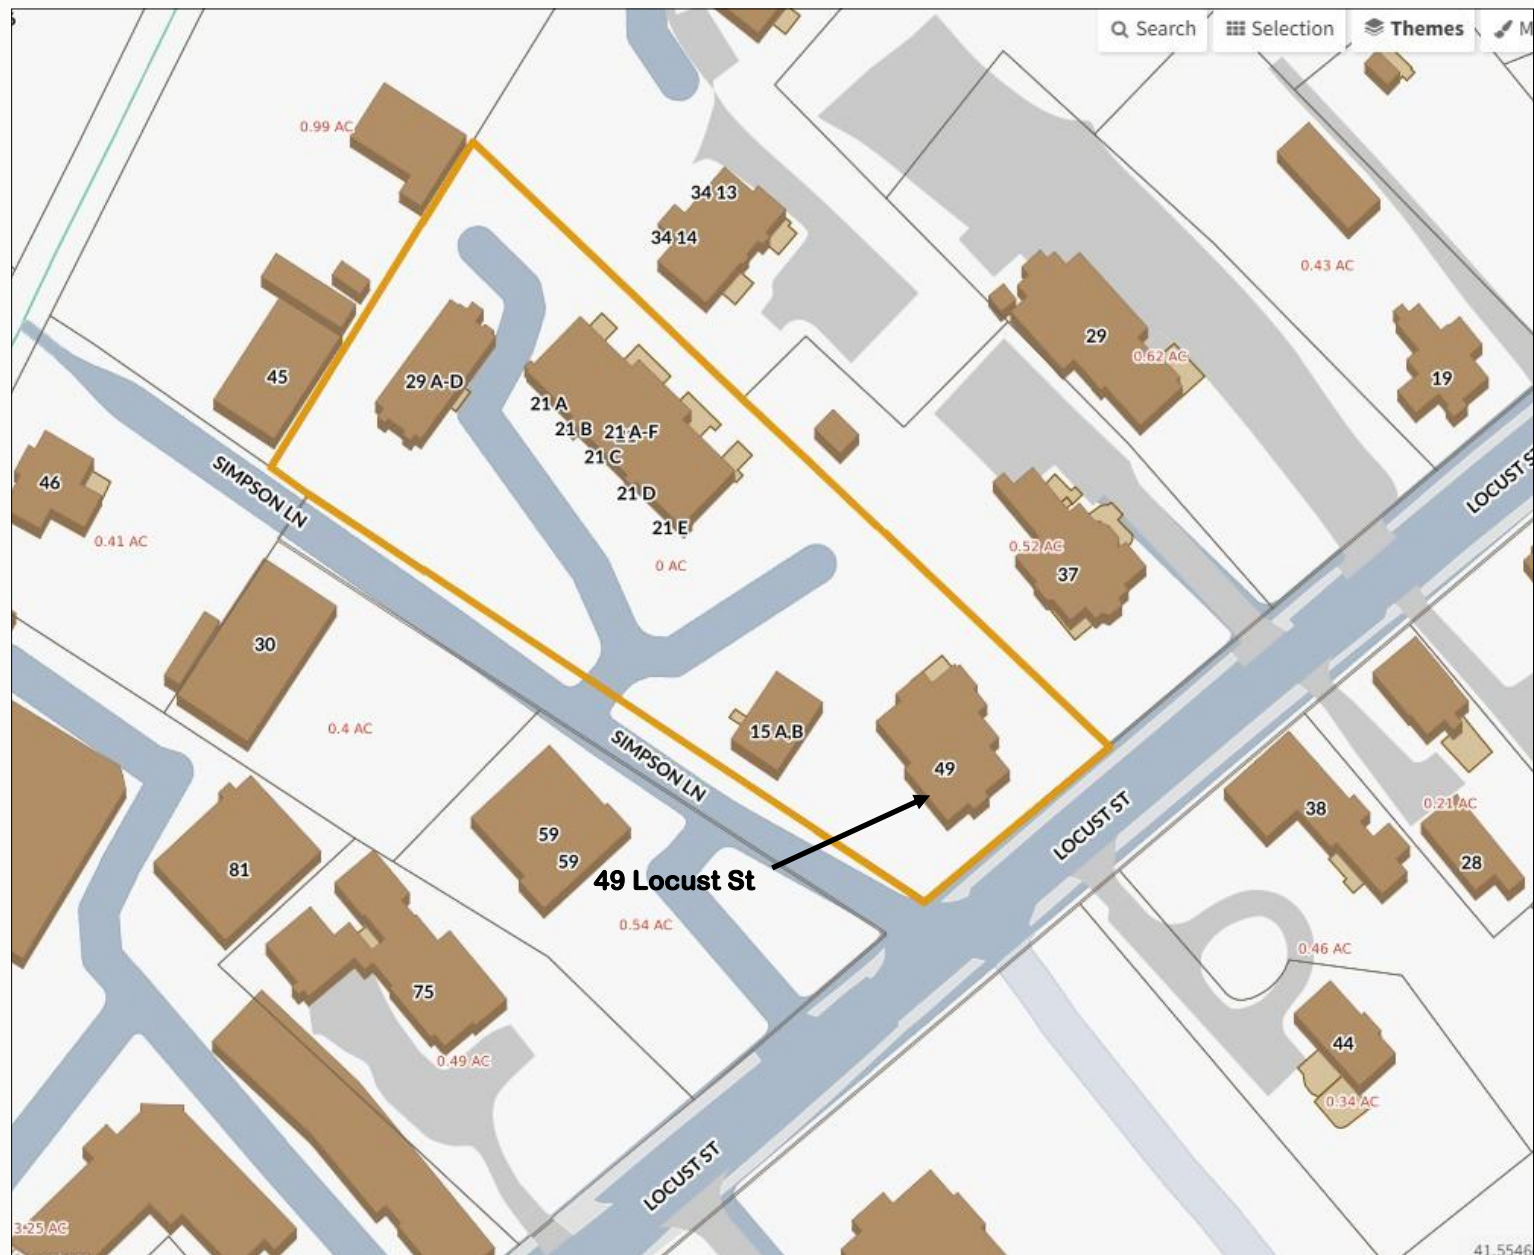 Search
Selection
Themes
M
0.99 AC
34 13
34 14
0.43 AC
29
0.62 AC
19
45
29 A-D
21 A
21 B
21 A-F
21 C
21 D
21 E
0 AC
LOCUST S
46
SIMPSON LN
0.41 AC
0.52 AC
37
30
0.4 AC
SIMPSON LN
15 A,B
49
LOCUST ST
38
0.21 AC
28
59
59
49 Locust St
81
0.54 AC
0.46 AC
75
44
0.49 AC
0.34 AC
LOCUST ST
3.25 AC
41.5546